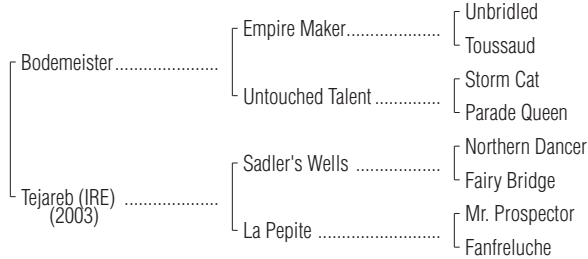 Unbridled
Empire Maker....................
Toussaud
Bodemeister......................
Storm Cat
Untouched Talent ..............
Parade Queen
Northern Dancer
Sadler's Wells ..................
Fairy Bridge
Tejareb (IRE) ....................
(2003)
Mr. Prospector
La Pepite ..........................
Fanfreluche